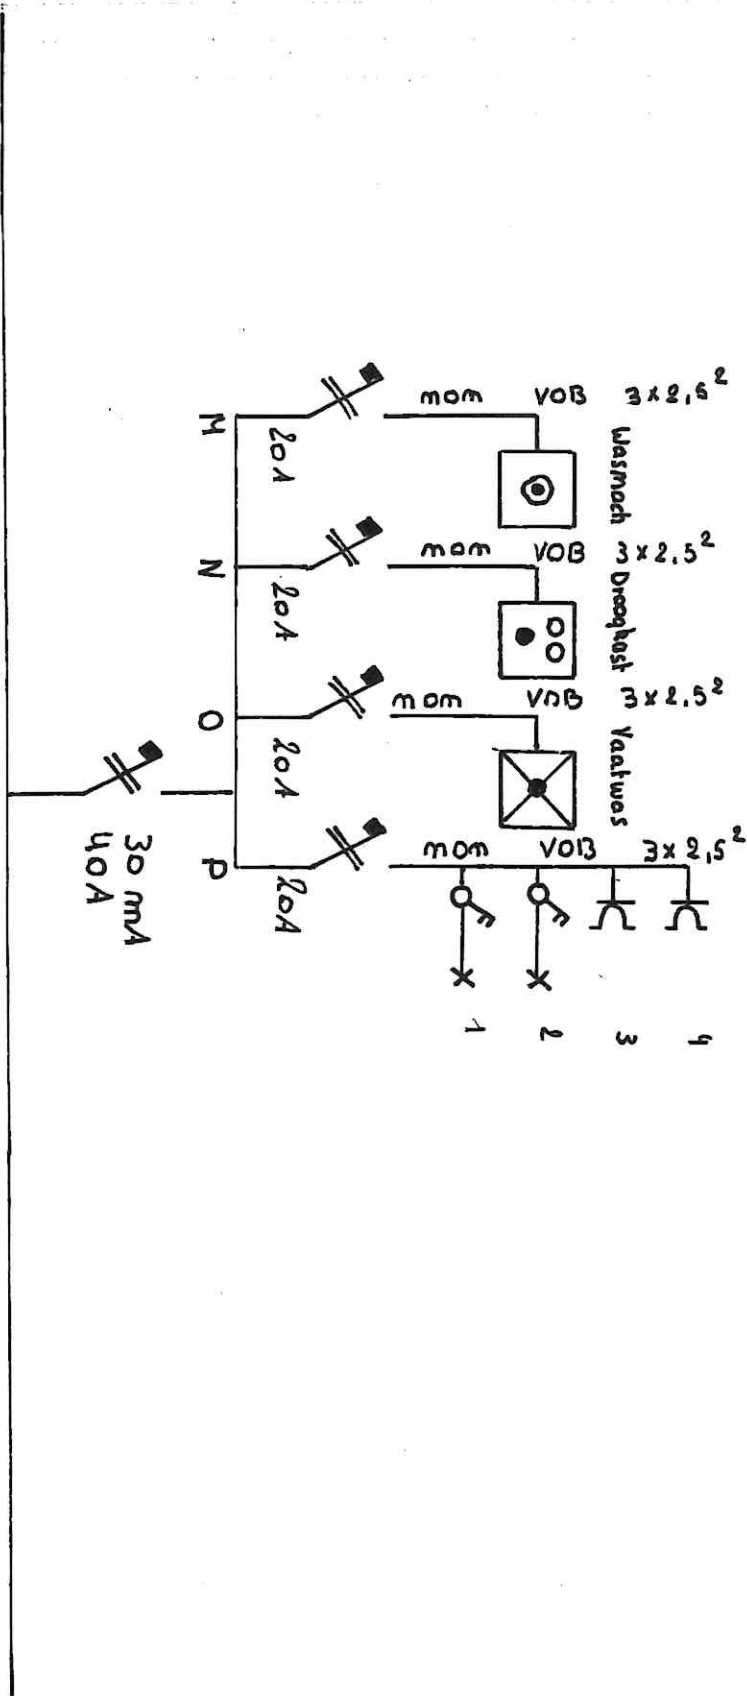 mom VOB 3x2,5²
M
20A
Wasmach
mom VOB 3x2,5²
N
20A
Droogkast
mom VOB 3x2,5²
O
20A
Vaatwas
mom VOB 3x2,5²
P
20A
30 mA
40A
1
2
3
4